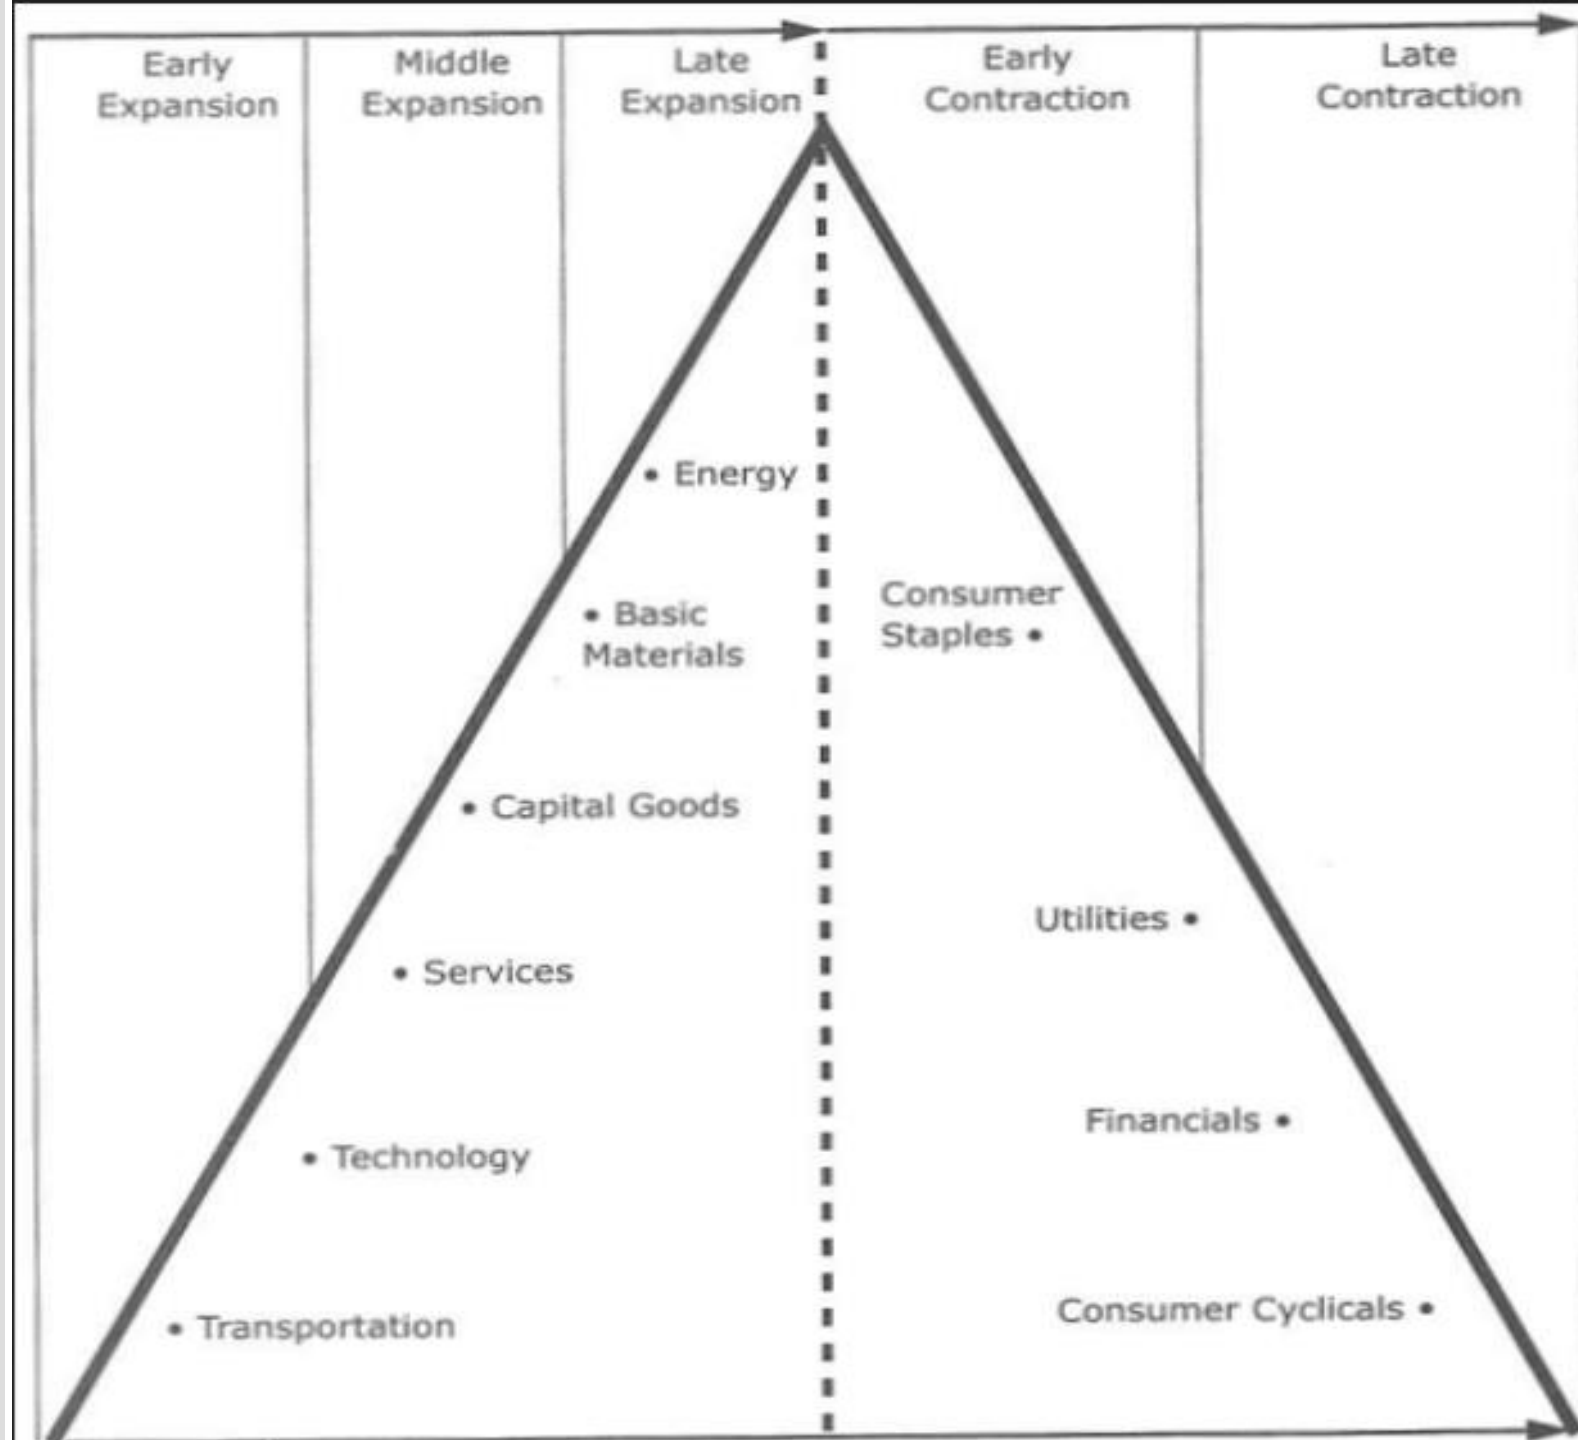 Early
Expansion
Middle
Expansion
Late
Expansion
Early
Contraction
Late
Contraction
• Energy
• Basic
Materials
Consumer
Staples •
• Capital Goods
Utilities •
• Services
Financials •
• Technology
Consumer Cyclicals •
• Transportation